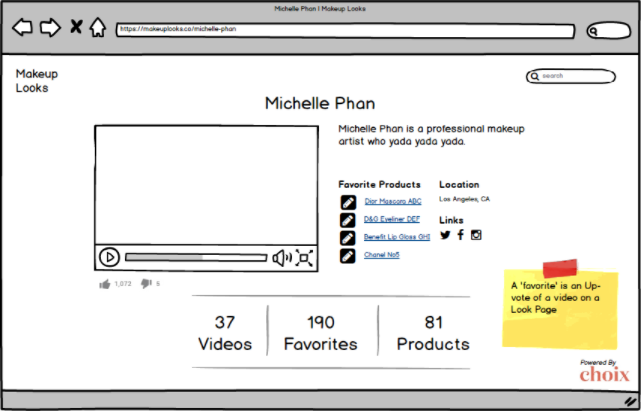 Michelle Phan | Makeup Looks
https://makeuplooks.co/michelle-phan
Makeup
Looks
search
Michelle Phan
Michelle Phan is a professional makeup
artist who yada yada yada.
Favorite Products
Dior Mascara ABC
D&G Eyeliner DEF
Benefit Lip Gloss GHI
Chanel No5
Location
Los Angeles, CA
Links
1,072 6
37 190 81
Videos Favorites Products
A 'favorite' is an Up-
vote of a video on a
Look Page
Powered By
choix